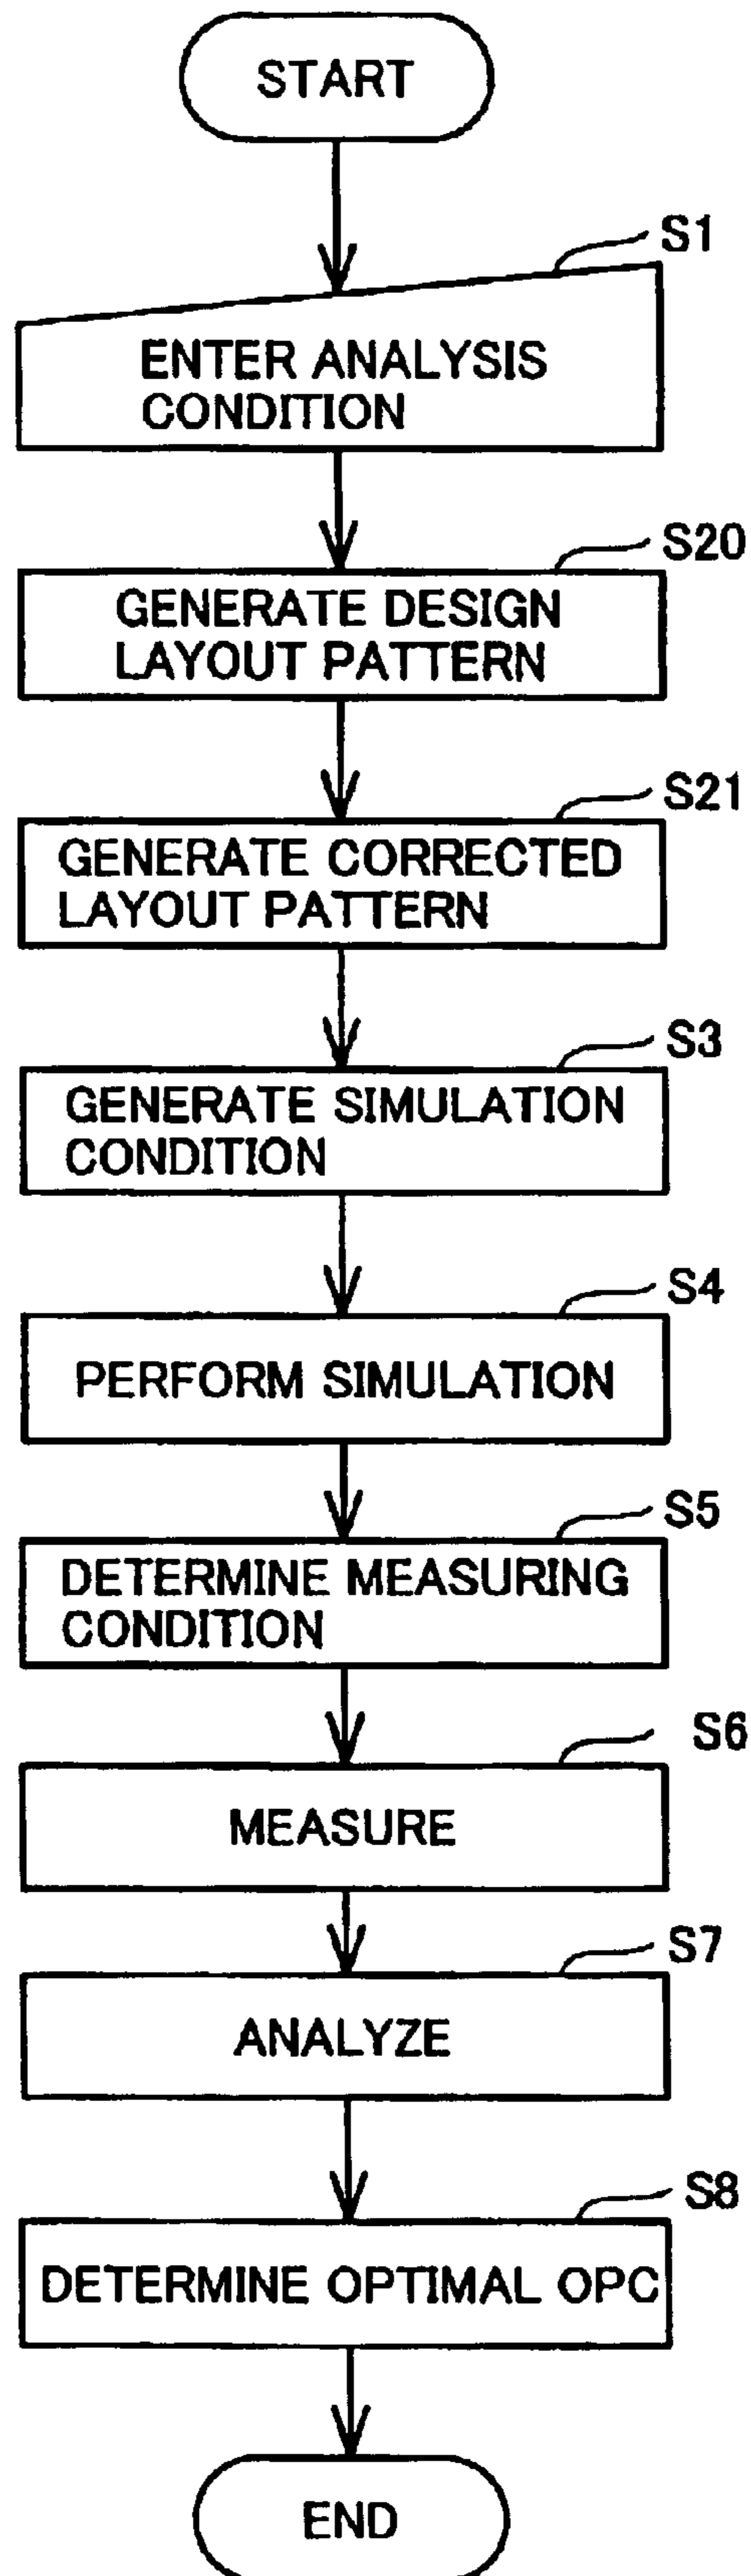 START
S1
ENTER ANALYSIS
CONDITION
S20
GENERATE DESIGN
LAYOUT PATTERN
S21
GENERATE CORRECTED
LAYOUT PATTERN
S3
GENERATE SIMULATION
CONDITION
S4
PERFORM SIMULATION
S5
DETERMINE MEASURING
CONDITION
S6
MEASURE
S7
ANALYZE
S8
DETERMINE OPTIMAL OPC
END